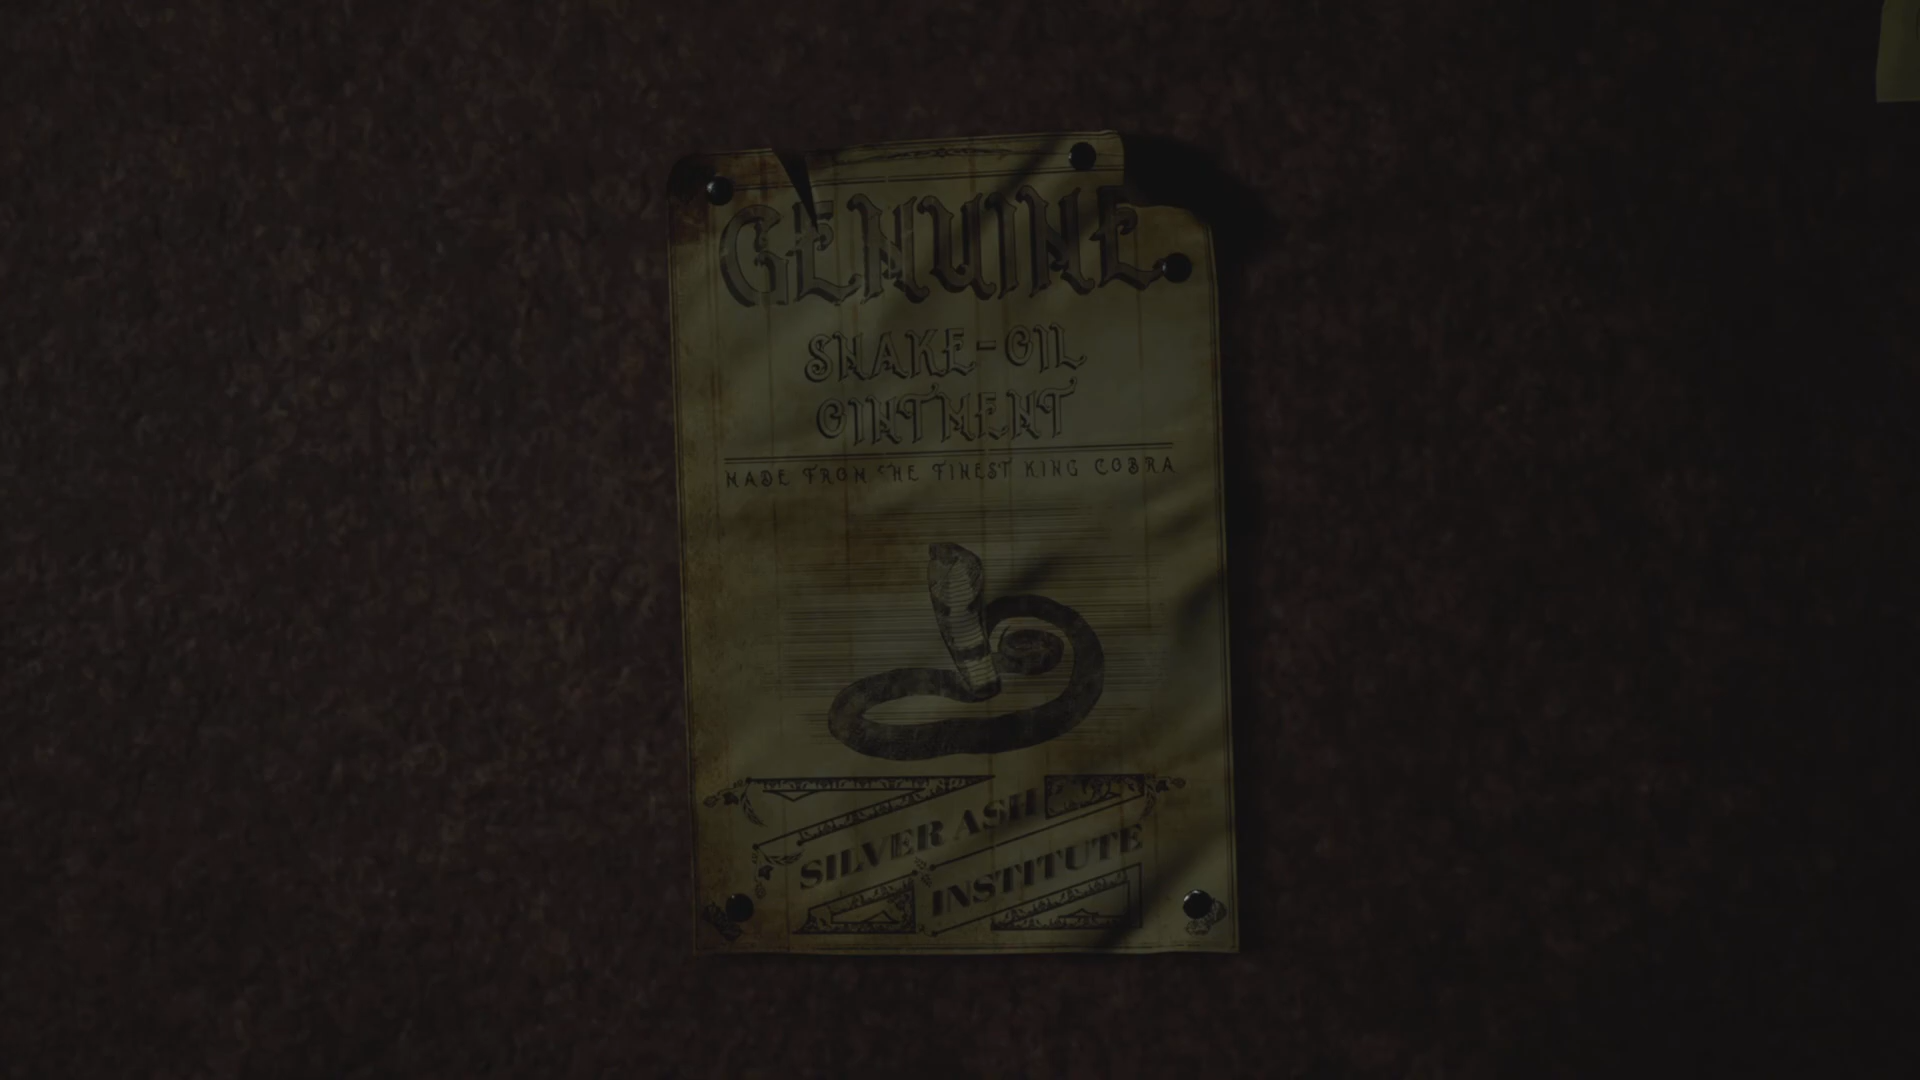 GENUINE
SNAKE-OIL
OINTMENT
MADE FROM THE FINEST KING COBRA
SILVER ASH
INSTITUTE